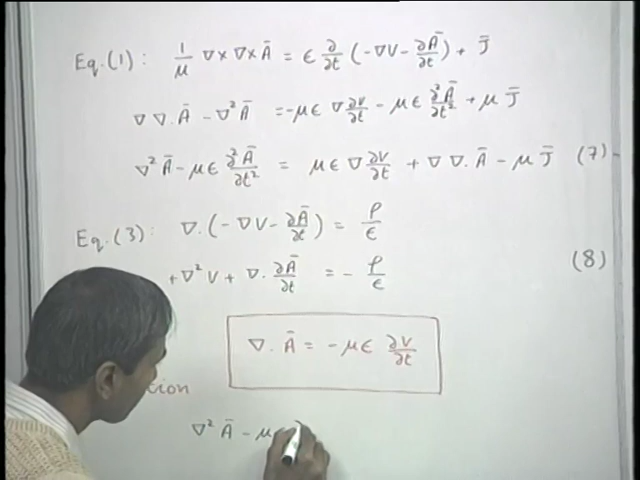 Eq.(1): 1/μ ∇×∇×Ā = ϵ ∂/∂t (-∇V - ∂Ā/∂t) + J̄
∇∇.Ā - ∇²Ā = -μϵ ∇∂V/∂t - μϵ ∂²Ā/∂t² + μJ̄
∇²Ā - μϵ ∂²Ā/∂t² = μϵ∇∂V/∂t + ∇∇.Ā - μJ̄ (7)
Eq.(3): ∇.(-∇V - ∂Ā/∂t) = ρ/ϵ
+∇²V + ∇.∂Ā/∂t = - ρ/ϵ (8)
∇.Ā = -μϵ ∂V/∂t
∇²Ā - μ